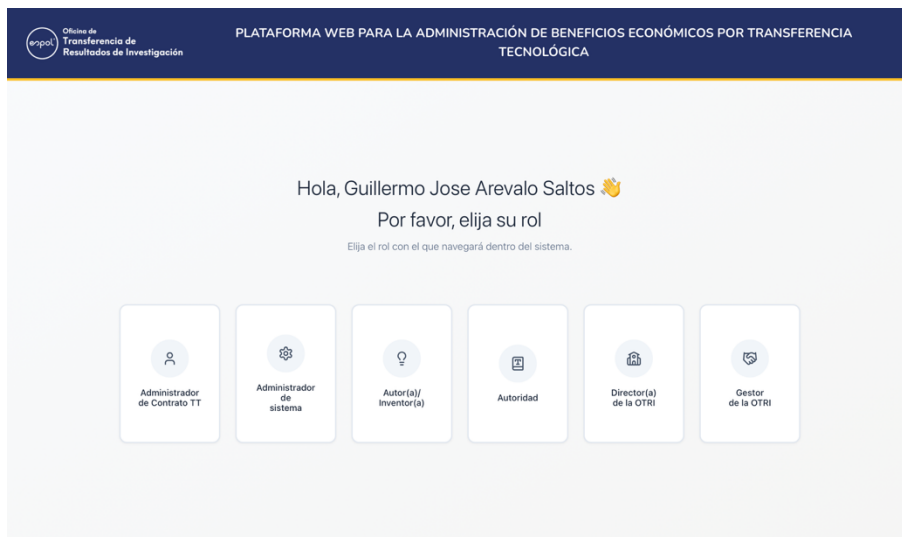 espol
Oficina de
Transferencia de
Resultados de Investigación
PLATAFORMA WEB PARA LA ADMINISTRACIÓN DE BENEFICIOS ECONÓMICOS POR TRANSFERENCIA
TECNOLÓGICA
Hola, Guillermo Jose Arevalo Saltos 👋
Por favor, elija su rol
Elija el rol con el que navegará dentro del sistema.
Administrador
de Contrato TT
Administrador
de
sistema
Autor(a)/
Inventor(a)
Autoridad
Director(a)
de la OTRI
Gestor
de la OTRI